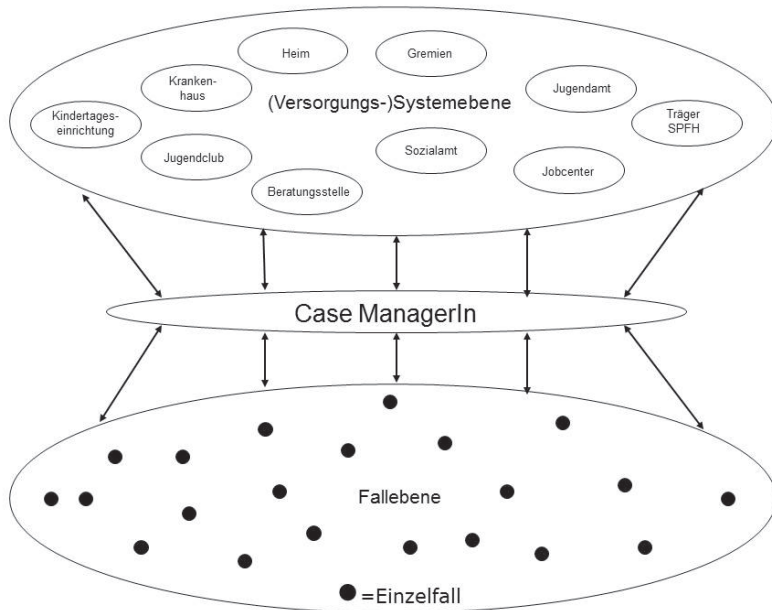 Heim
Gremien
Kranken-
haus
Jugendamt
(Versorgungs-)Systemebene
Kindertages-
einrichtung
Träger
SPFH
Jugendclub
Sozialamt
Jobcenter
Beratungsstelle
Case ManagerIn
Fallebene
=Einzelfall